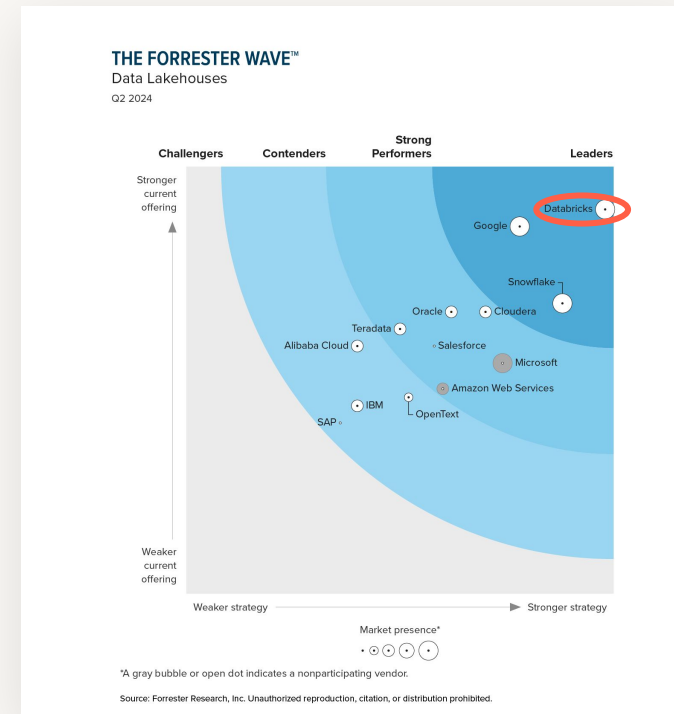 THE FORRESTER WAVE™
Data Lakehouses
Q2 2024
Challengers
Contenders
Strong
Performers
Leaders
Stronger
current
offering
Databricks
Google
Snowflake
Oracle
Cloudera
Teradata
Alibaba Cloud
Salesforce
Microsoft
Amazon Web Services
IBM
OpenText
SAP
Weaker
current
offering
Weaker strategy
Stronger strategy
Market presence*
*A gray bubble or open dot indicates a nonparticipating vendor.
Source: Forrester Research, Inc. Unauthorized reproduction, citation, or distribution prohibited.